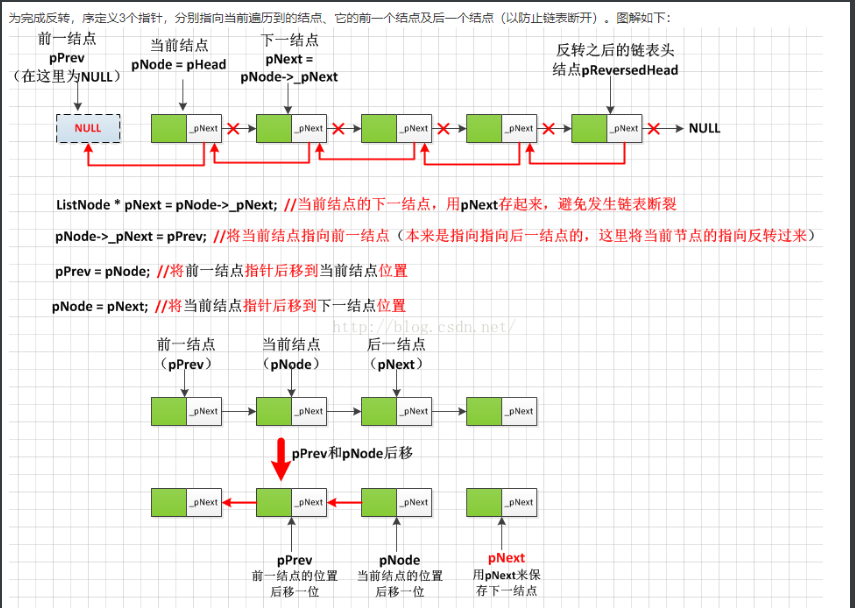 为完成反转，序定义3个指针，分别指向当前遍历到的结点、它的前一个结点及后一个结点（以防止链表断开）。图解如下：
前一结点
pPrev
（在这里为NULL）
当前结点
pNode = pHead
下一结点
pNext =
pNode->_pNext
反转之后的链表头
结点pReversedHead
NULL
_pNext
_pNext
_pNext
_pNext
_pNext
NULL
ListNode * pNext = pNode->_pNext; //当前结点的下一结点，用pNext存起来，避免发生链表断裂
pNode->_pNext = pPrev; //将当前结点指向前一结点（本来是指向指向后一结点的，这里将当前节点的指向反转过来）
pPrev = pNode; //将前一结点指针后移到当前结点位置
pNode = pNext; //将当前结点指针后移到下一结点位置
http://blog.csdn.net/
前一结点
（pPrev）
当前结点
（pNode）
后一结点
（pNext）
_pNext
_pNext
_pNext
_pNext
pPrev和pNode后移
_pNext
_pNext
_pNext
_pNext
pPrev
前一结点的位置
后移一位
pNode
当前结点的位置
后移一位
pNext
用pNext来保
存下一结点